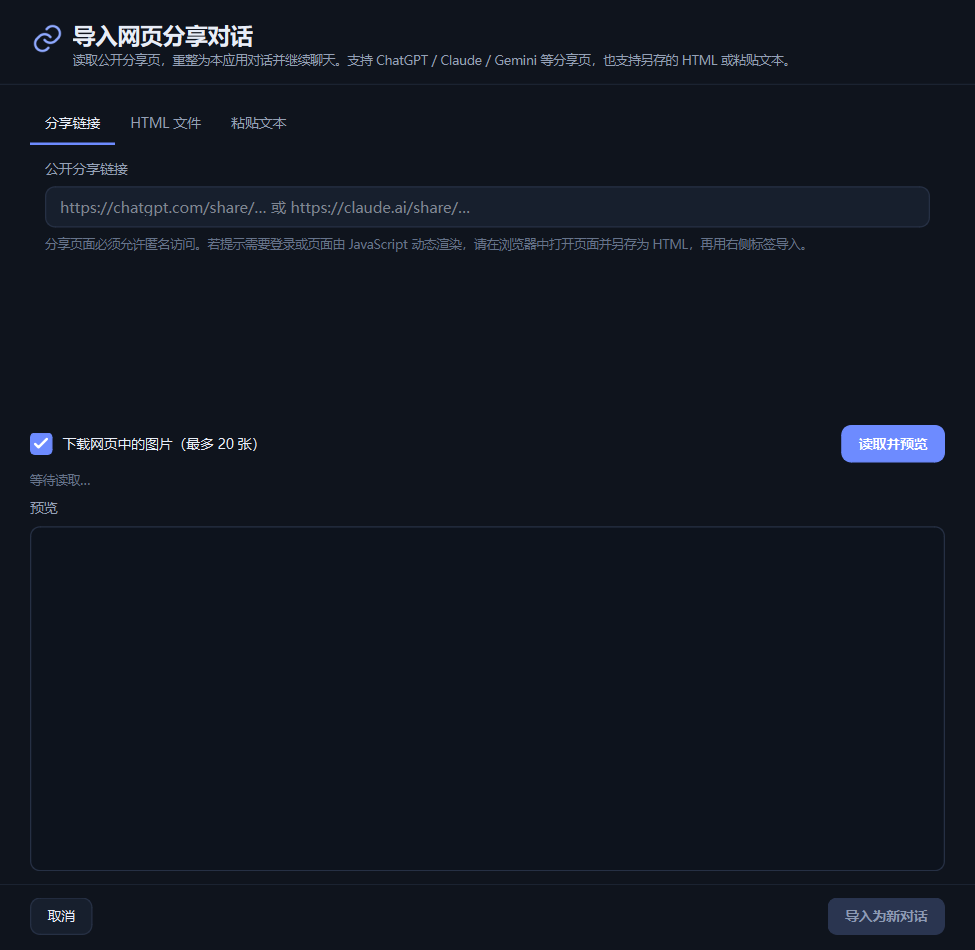 导入网页分享对话
读取公开分享页，重整为本应用对话并继续聊天。支持 ChatGPT / Claude / Gemini 等分享页，也支持另存的 HTML 或粘贴文本。
分享链接 HTML 文件 粘贴文本
公开分享链接
https://chatgpt.com/share/... 或 https://claude.ai/share/...
分享页面必须允许匿名访问。若提示需要登录或页面由 JavaScript 动态渲染，请在浏览器中打开页面并另存为 HTML，再用右侧标签导入。
下载网页中的图片（最多 20 张） 读取并预览
等待读取...
预览
取消 导入为新对话